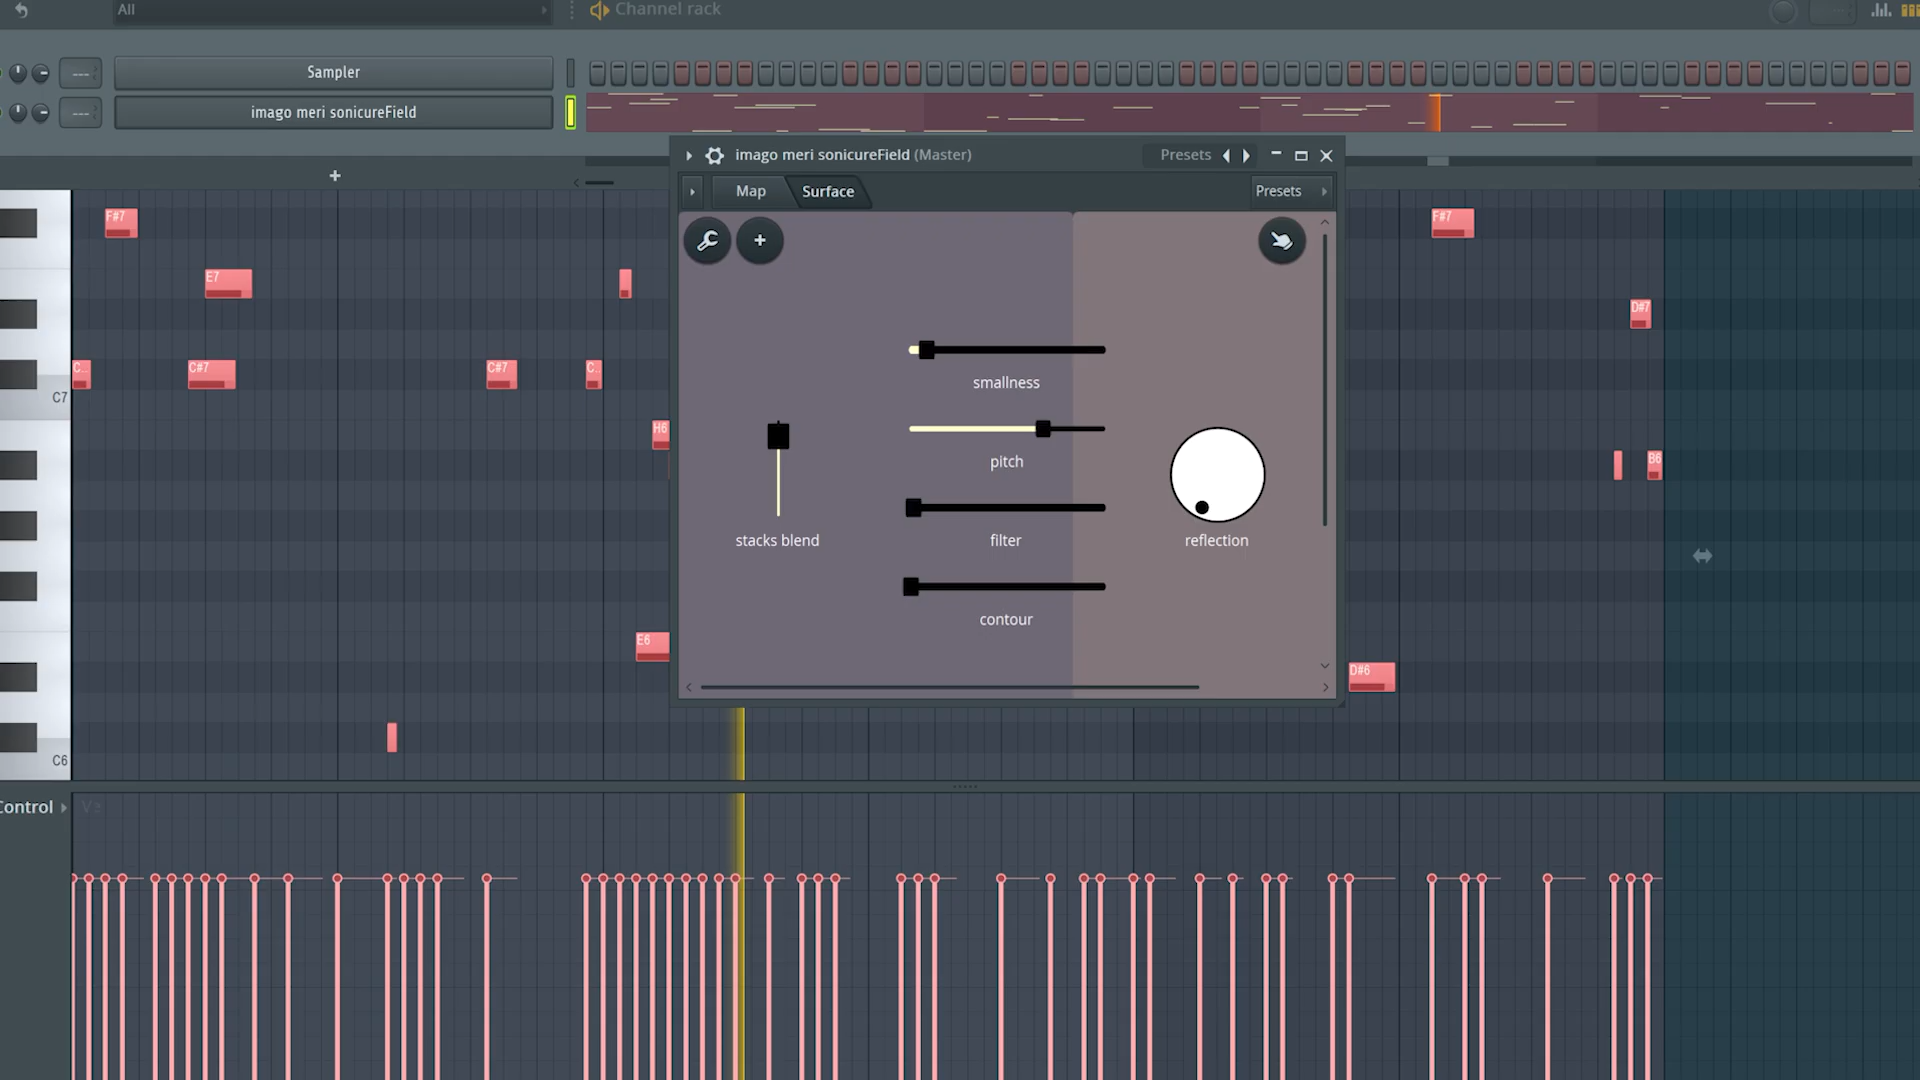 All
Channel rack
---
Sampler
---
imago meri sonicureField
imago meri sonicureField (Master)
Presets
Map
Surface
Presets
F#7
F#7
E7
D#7
smallness
C..
C#7
C#7
C..
C7
H6
pitch
B6
stacks blend
filter
reflection
contour
E6
D#6
C6
Control